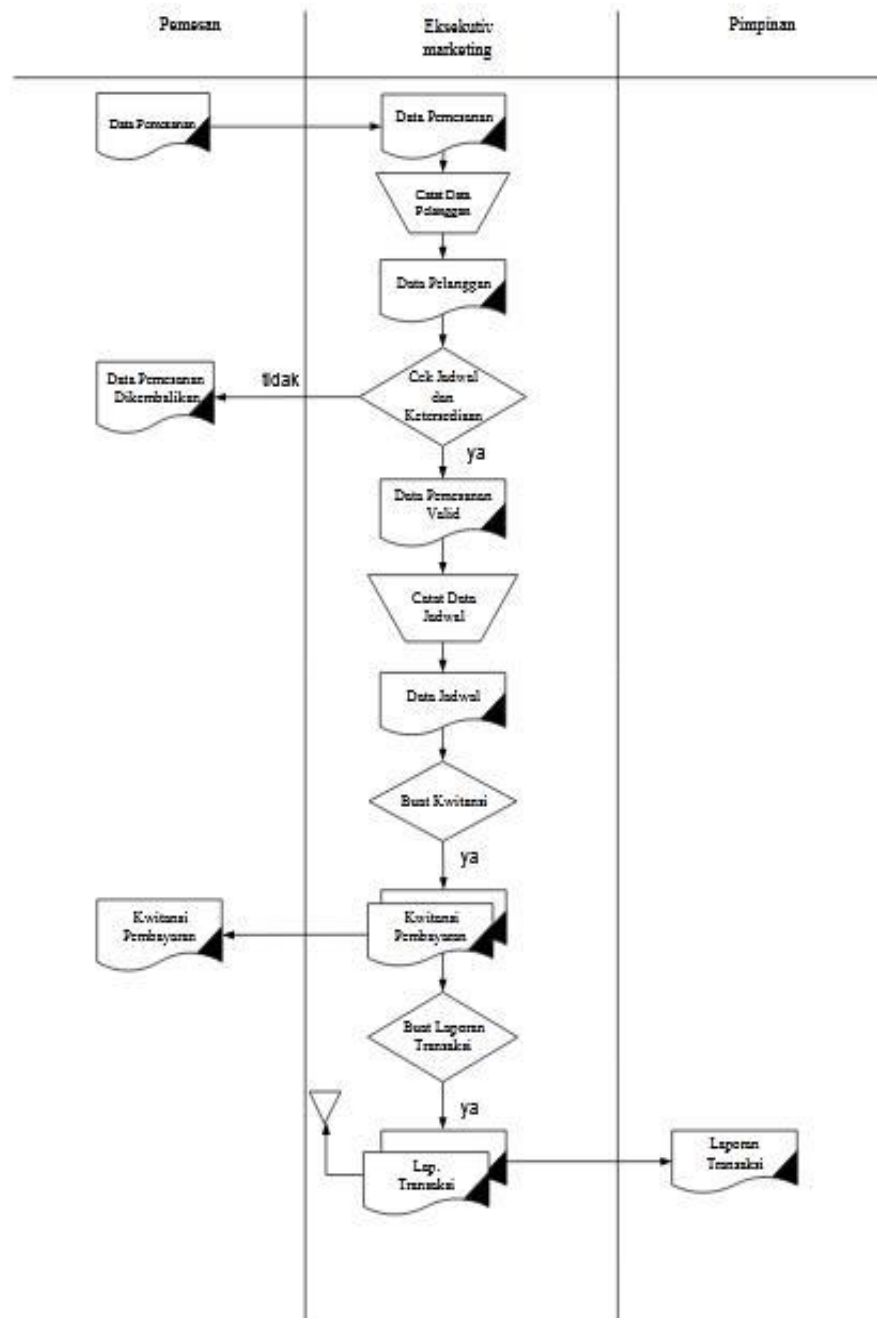 Pemesan
Eksekutiv
marketing
Pimpinan
Data Pemesanan
Data Pemesanan
Catat Data
Pelanggan
Data Pelanggan
Data Pemesanan
Dikembalikan
tidak
Cek Jadwal
dan
Ketersediaan
ya
Data Pemesanan
Valid
Catat Data
Jadwal
Data Jadwal
Buat Kwitansi
ya
Kwitansi
Pembayaran
Kwitansi
Pembayaran
Buat Laporan
Transaksi
ya
Lap.
Transaksi
Laporan
Transaksi